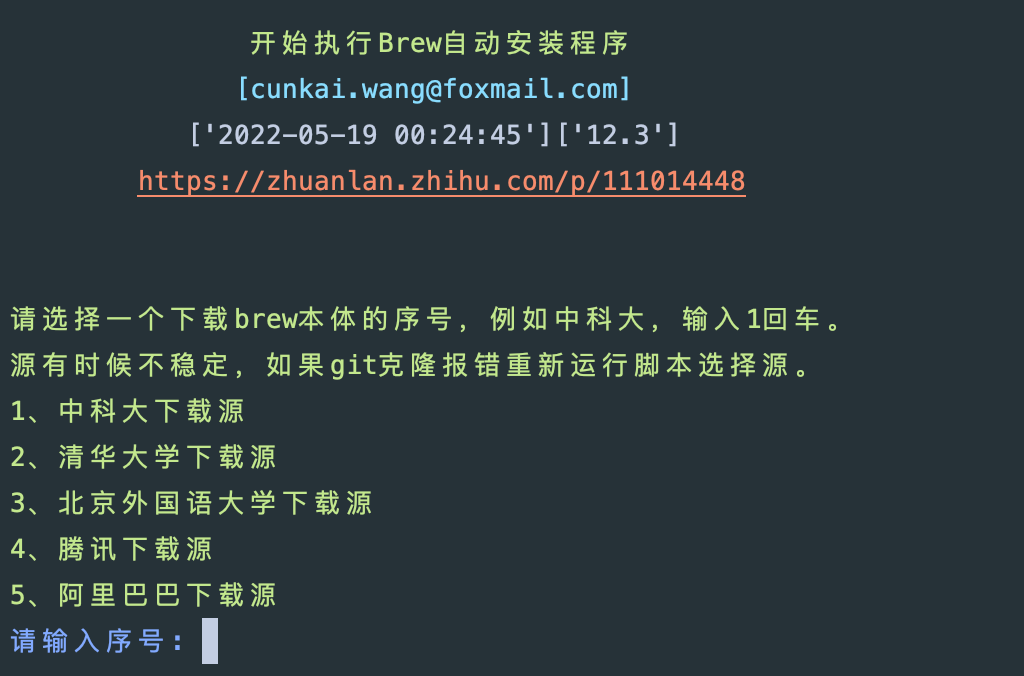 开始执行Brew自动安装程序
[cunkai.wang@foxmail.com]
['2022-05-19 00:24:45']['12.3']
https://zhuanlan.zhihu.com/p/111014448
请选择一个下载brew本体的序号，例如中科大，输入1回车。
源有时候不稳定，如果git克隆报错重新运行脚本选择源。
1、中科大下载源
2、清华大学下载源
3、北京外国语大学下载源
4、腾讯下载源
5、阿里巴巴下载源
请输入序号：